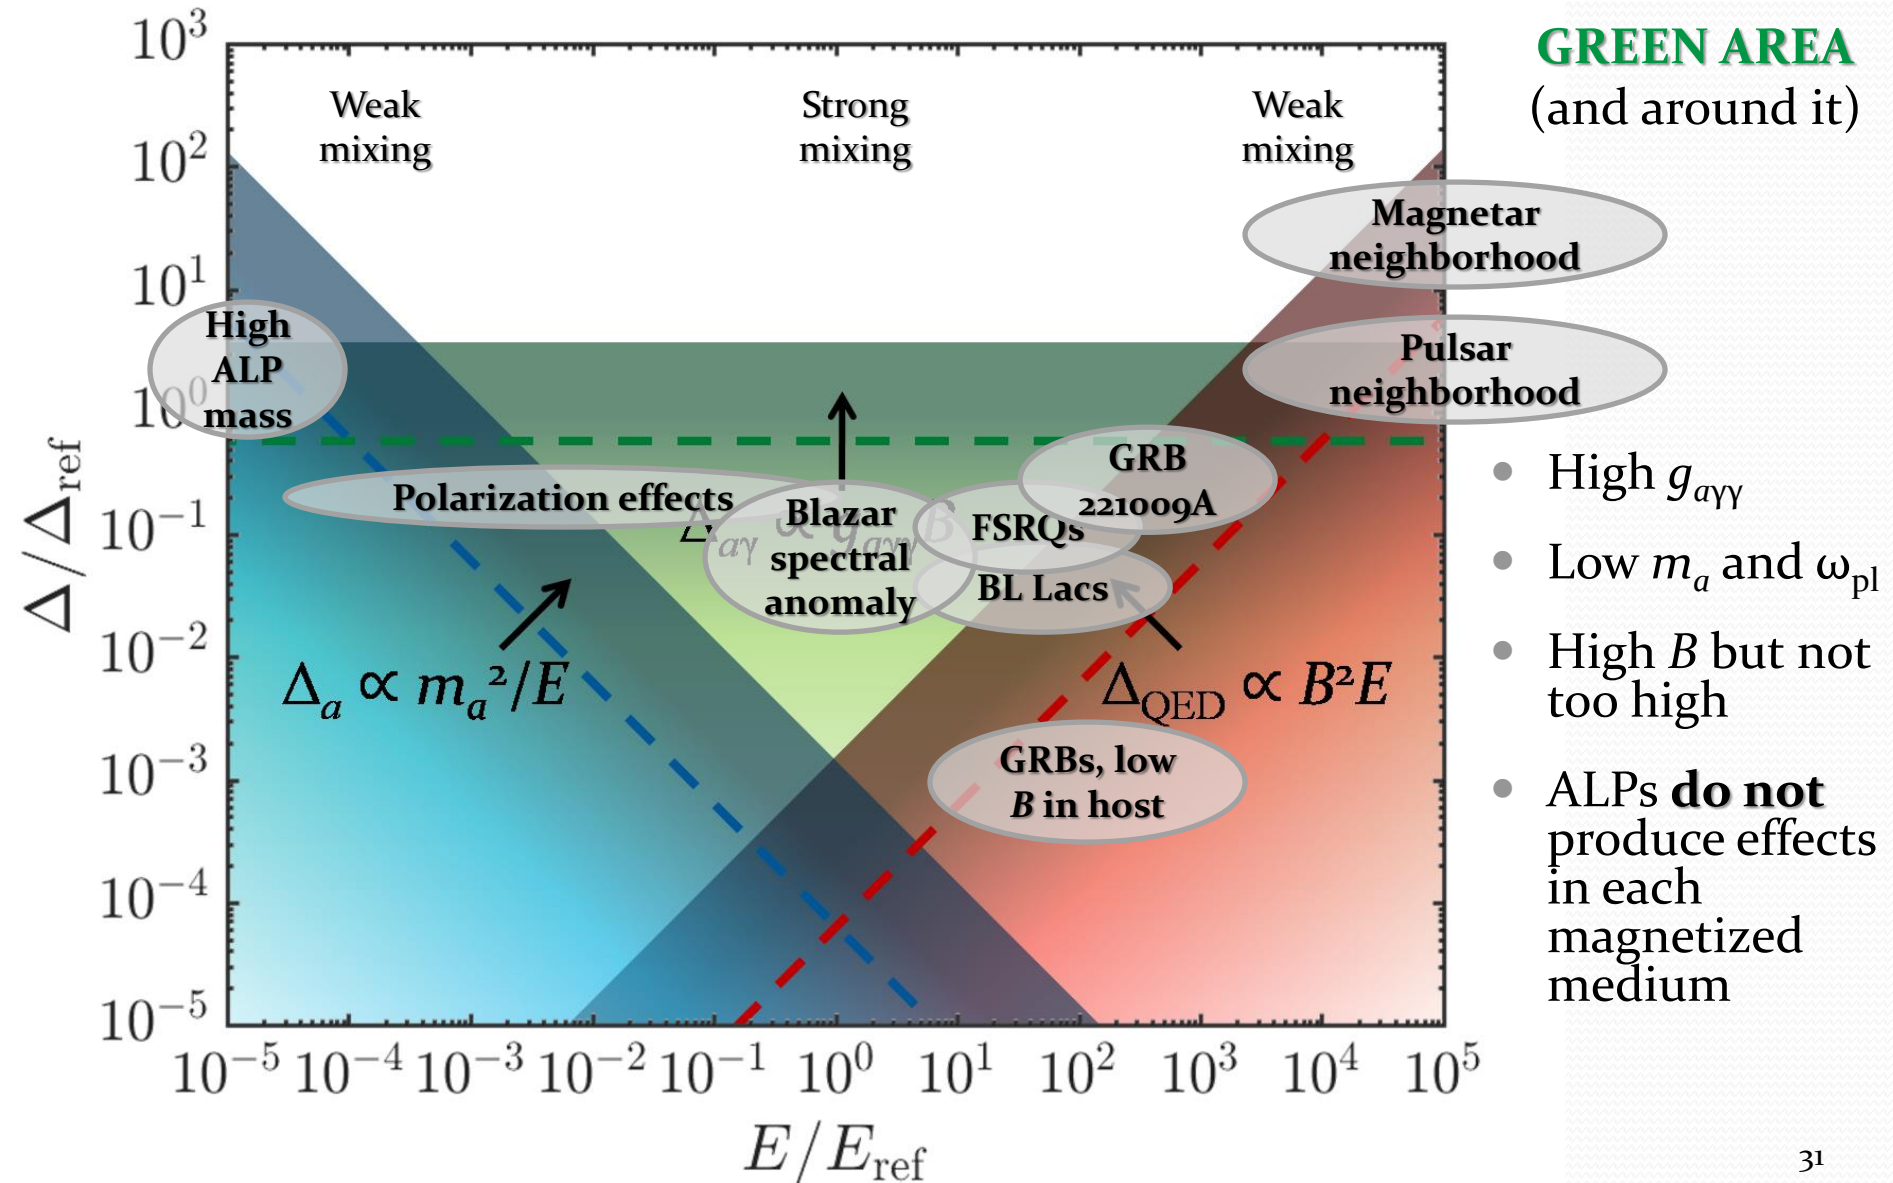 GREEN AREA
(and around it)
Weak
mixing
Strong
mixing
Weak
mixing
Magnetar
neighborhood
Pulsar
neighborhood
High
ALP
mass
GRB
221009A
Polarization effects
Blazar
spectral
anomaly
FSRQs
BL Lacs
Δaγ ∝ gaγγB
Δa ∝ ma²/E
ΔQED ∝ B²E
GRBs, low
B in host
10³
10²
10¹
10⁰
10⁻¹
10⁻²
10⁻³
10⁻⁴
10⁻⁵
Δ/Δref
10⁻⁵ 10⁻⁴ 10⁻³ 10⁻² 10⁻¹ 10⁰ 10¹ 10² 10³ 10⁴ 10⁵
E/Eref
• High gaγγ
• Low ma and ωpl
• High B but not
too high
• ALPs do not
produce effects
in each
magnetized
medium
31